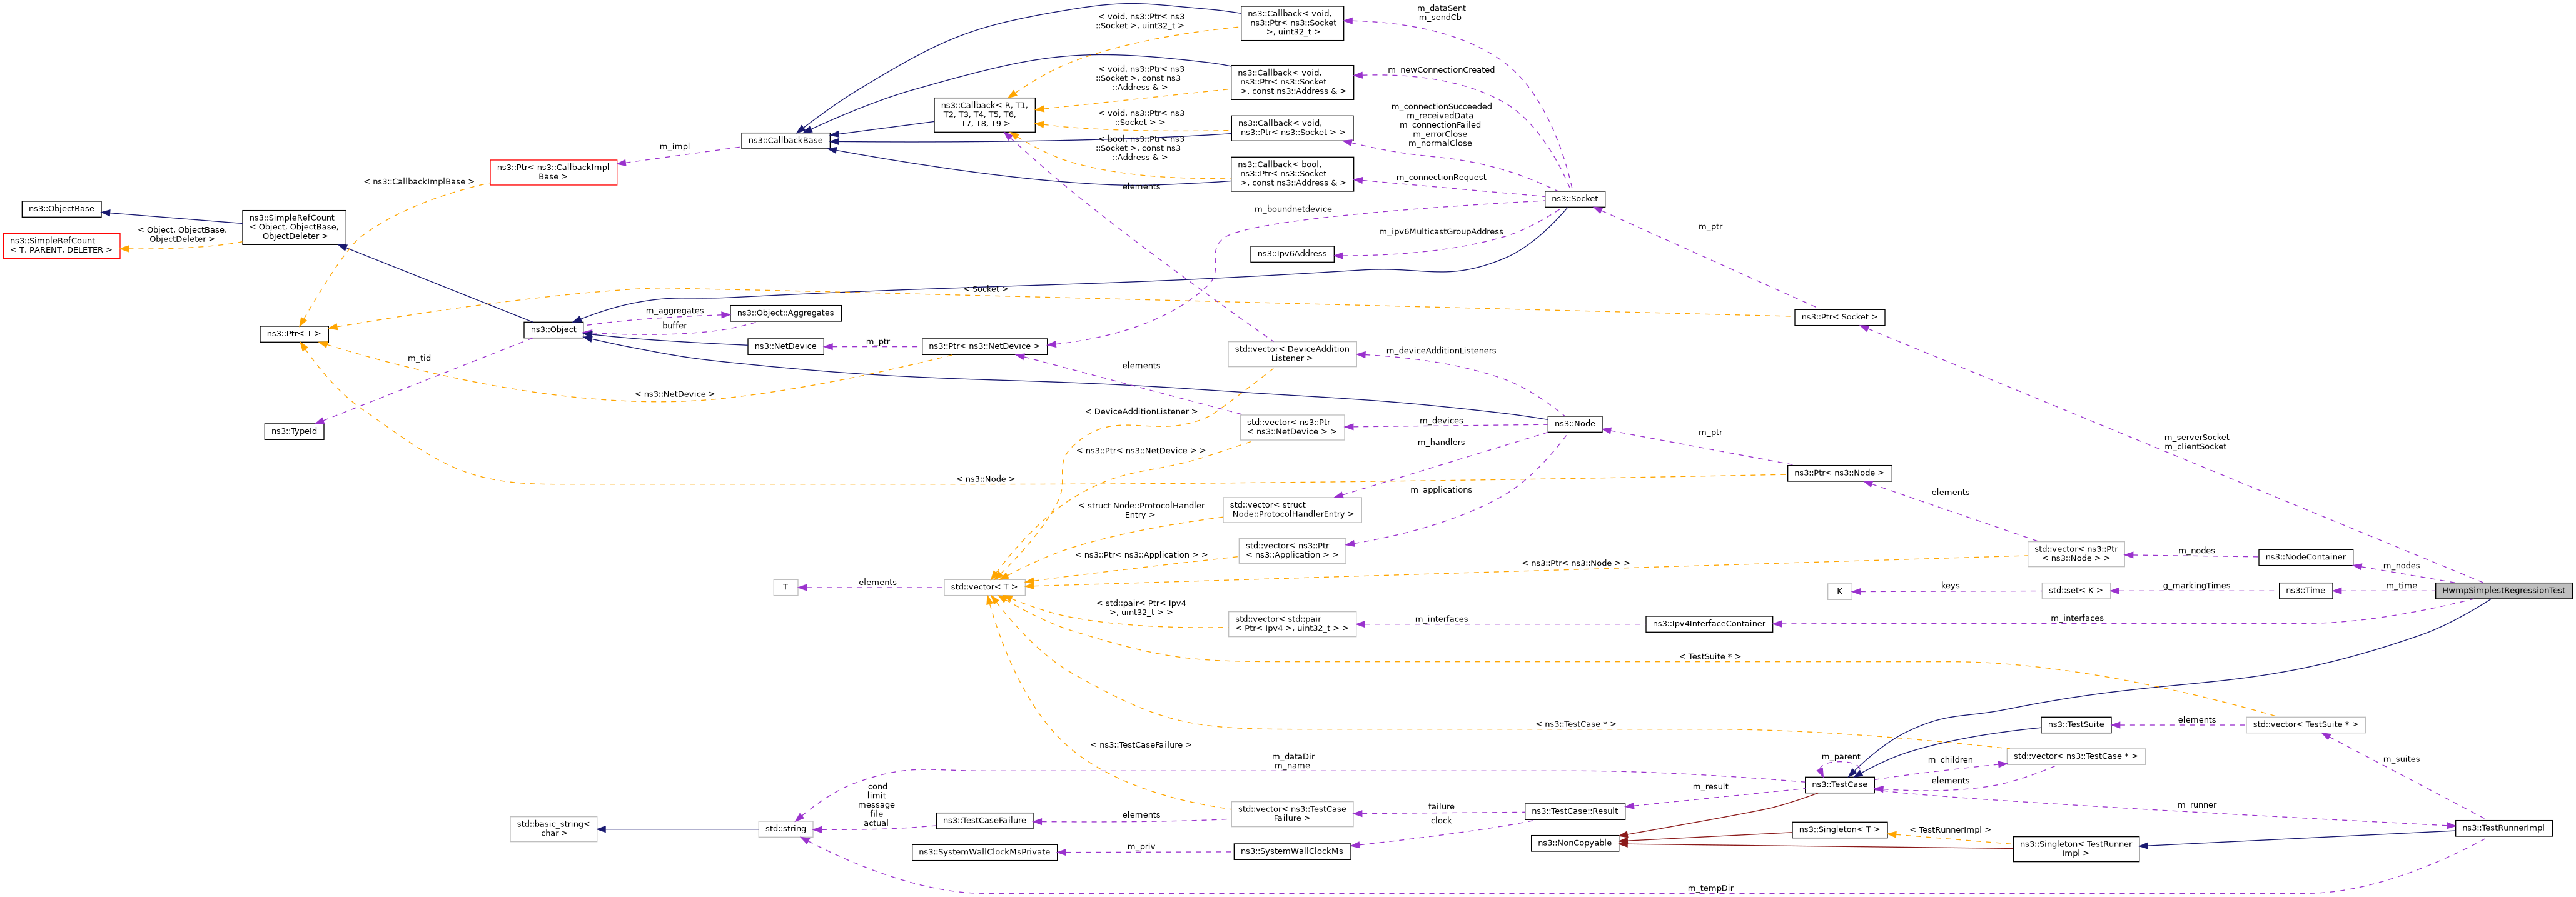 m_dataSent
m_sendCb
ns3::Callback< void,
ns3::Ptr< ns3::Socket
>, uint32_t >
< void, ns3::Ptr< ns3
::Socket >, uint32_t >
m_newConnectionCreated
ns3::Callback< void,
ns3::Ptr< ns3::Socket
>, const ns3::Address & >
< void, ns3::Ptr< ns3
::Socket >, const ns3
::Address & >
ns3::Callback< R, T1,
T2, T3, T4, T5, T6,
T7, T8, T9 >
m_connectionSucceeded
m_receivedData
m_connectionFailed
m_errorClose
m_normalClose
ns3::Callback< void,
ns3::Ptr< ns3::Socket > >
< void, ns3::Ptr< ns3
::Socket > >
ns3::CallbackBase
< bool, ns3::Ptr< ns3
::Socket >, const ns3
::Address & >
m_impl
ns3::Callback< bool,
ns3::Ptr< ns3::Socket
>, const ns3::Address & >
m_connectionRequest
ns3::Ptr< ns3::CallbackImpl
Base >
< ns3::CallbackImplBase >
elements
ns3::Socket
m_boundnetdevice
ns3::ObjectBase
ns3::SimpleRefCount
< Object, ObjectBase,
ObjectDeleter >
< Object, ObjectBase,
ObjectDeleter >
ns3::SimpleRefCount
< T, PARENT, DELETER >
m_ipv6MulticastGroupAddress
m_ptr
ns3::Ipv6Address
< Socket >
m_aggregates
ns3::Object::Aggregates
ns3::Ptr< Socket >
buffer
ns3::Object
ns3::Ptr< T >
ns3::NetDevice
m_ptr
ns3::Ptr< ns3::NetDevice >
std::vector< DeviceAddition
Listener >
m_deviceAdditionListeners
m_tid
elements
< ns3::NetDevice >
< DeviceAdditionListener >
m_devices
ns3::Node
std::vector< ns3::Ptr
< ns3::NetDevice > >
ns3::TypeId
m_ptr
m_handlers
m_serverSocket
m_clientSocket
< ns3::Ptr< ns3::NetDevice > >
ns3::Ptr< ns3::Node >
< ns3::Node >
m_applications
elements
std::vector< struct
Node::ProtocolHandlerEntry >
< struct Node::ProtocolHandler
Entry >
std::vector< ns3::Ptr
< ns3::Application > >
< ns3::Ptr< ns3::Application > >
std::vector< ns3::Ptr
< ns3::Node > >
m_nodes
ns3::NodeContainer
< ns3::Ptr< ns3::Node > >
m_nodes
T
elements
std::vector< T >
K
keys
std::set< K >
g_markingTimes
ns3::Time
m_time
HwmpSimplestRegressionTest
< std::pair< Ptr< Ipv4
>, uint32_t > >
std::vector< std::pair
< Ptr< Ipv4 >, uint32_t > >
m_interfaces
ns3::Ipv4InterfaceContainer
m_interfaces
< TestSuite * >
< ns3::TestCase * >
ns3::TestSuite
elements
std::vector< TestSuite * >
< ns3::TestCaseFailure >
m_dataDir
m_name
m_parent
m_children
std::vector< ns3::TestCase * >
m_suites
elements
ns3::TestCase
m_result
cond
limit
message
file
actual
m_runner
failure
ns3::TestCase::Result
std::vector< ns3::TestCase
Failure >
elements
ns3::TestCaseFailure
std::string
std::basic_string<
char >
clock
ns3::Singleton< T >
< TestRunnerImpl >
ns3::TestRunnerImpl
ns3::NonCopyable
ns3::Singleton< TestRunner
Impl >
ns3::SystemWallClockMsPrivate
m_priv
ns3::SystemWallClockMs
m_tempDir